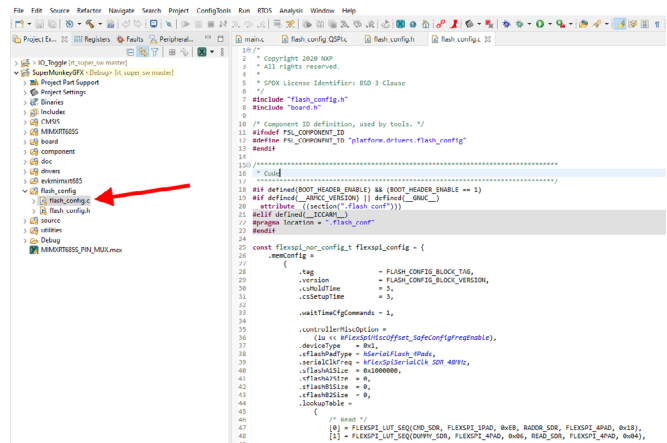 File Edit Source Refactor Navigate Search Project ConfigTools Run RTOS Analysis Window Help
Project Ex... Registers Faults Peripheral...
IO_Toggle [rt_super_sw master]
SuperMonkeyGFX <Debug> [rt_super_sw master]
Project Part Support
Project Settings
Binaries
Includes
CMSIS
MIMXRT685S
board
component
doc
drivers
evkmimxrt685
flash_config
flash_config.c
flash_config.h
source
utilities
Debug
MIMXRT685S_PIN_MUX.mex
main.c flash_config_QSPI.c flash_config.h flash_config.c
1 /*
2 * Copyright 2020 NXP
3 * All rights reserved.
4 *
5 * SPDX-License-Identifier: BSD-3-Clause
6 */
7 #include "flash_config.h"
8 #include "board.h"
9
10 /* Component ID definition, used by tools. */
11 #ifndef FSL_COMPONENT_ID
12 #define FSL_COMPONENT_ID "platform.drivers.flash_config"
13 #endif
14
15 /*******************************************************************************
16 * Code
17 ******************************************************************************/
18 #if defined(BOOT_HEADER_ENABLE) && (BOOT_HEADER_ENABLE == 1)
19 #if defined(__ARMCC_VERSION) || defined(__GNUC__)
20 __attribute__((section(".flash_conf")))
21 #elif defined(__ICCARM__)
22 #pragma location = ".flash_conf"
23 #endif
24
25 const flexspi_nor_config_t flexspi_config = {
26 .memConfig =
27 {
28 .tag = FLASH_CONFIG_BLOCK_TAG,
29 .version = FLASH_CONFIG_BLOCK_VERSION,
30 .csHoldTime = 3,
31 .csSetupTime = 3,
32
33 .waitTimeCfgCommands = 1,
34
35 .controllerMiscOption =
36 (1u << kFlexSpiMiscOffset_SafeConfigFreqEnable),
37 .deviceType = 0x1,
38 .sflashPadType = kSerialFlash_4Pads,
39 .serialClkFreq = kFlexSpiSerialClk_SDR_48MHz,
40 .sflashA1Size = 0x1000000,
41 .sflashA2Size = 0,
42 .sflashB1Size = 0,
43 .sflashB2Size = 0,
44 .lookupTable =
45 {
46 /* Read */
47 [0] = FLEXSPI_LUT_SEQ(CMD_SDR, FLEXSPI_1PAD, 0xEB, RADDR_SDR, FLEXSPI_4PAD, 0x18),
48 [1] = FLEXSPI_LUT_SEQ(DUMMY_SDR, FLEXSPI_4PAD, 0x06, READ_SDR, FLEXSPI_4PAD, 0x04),